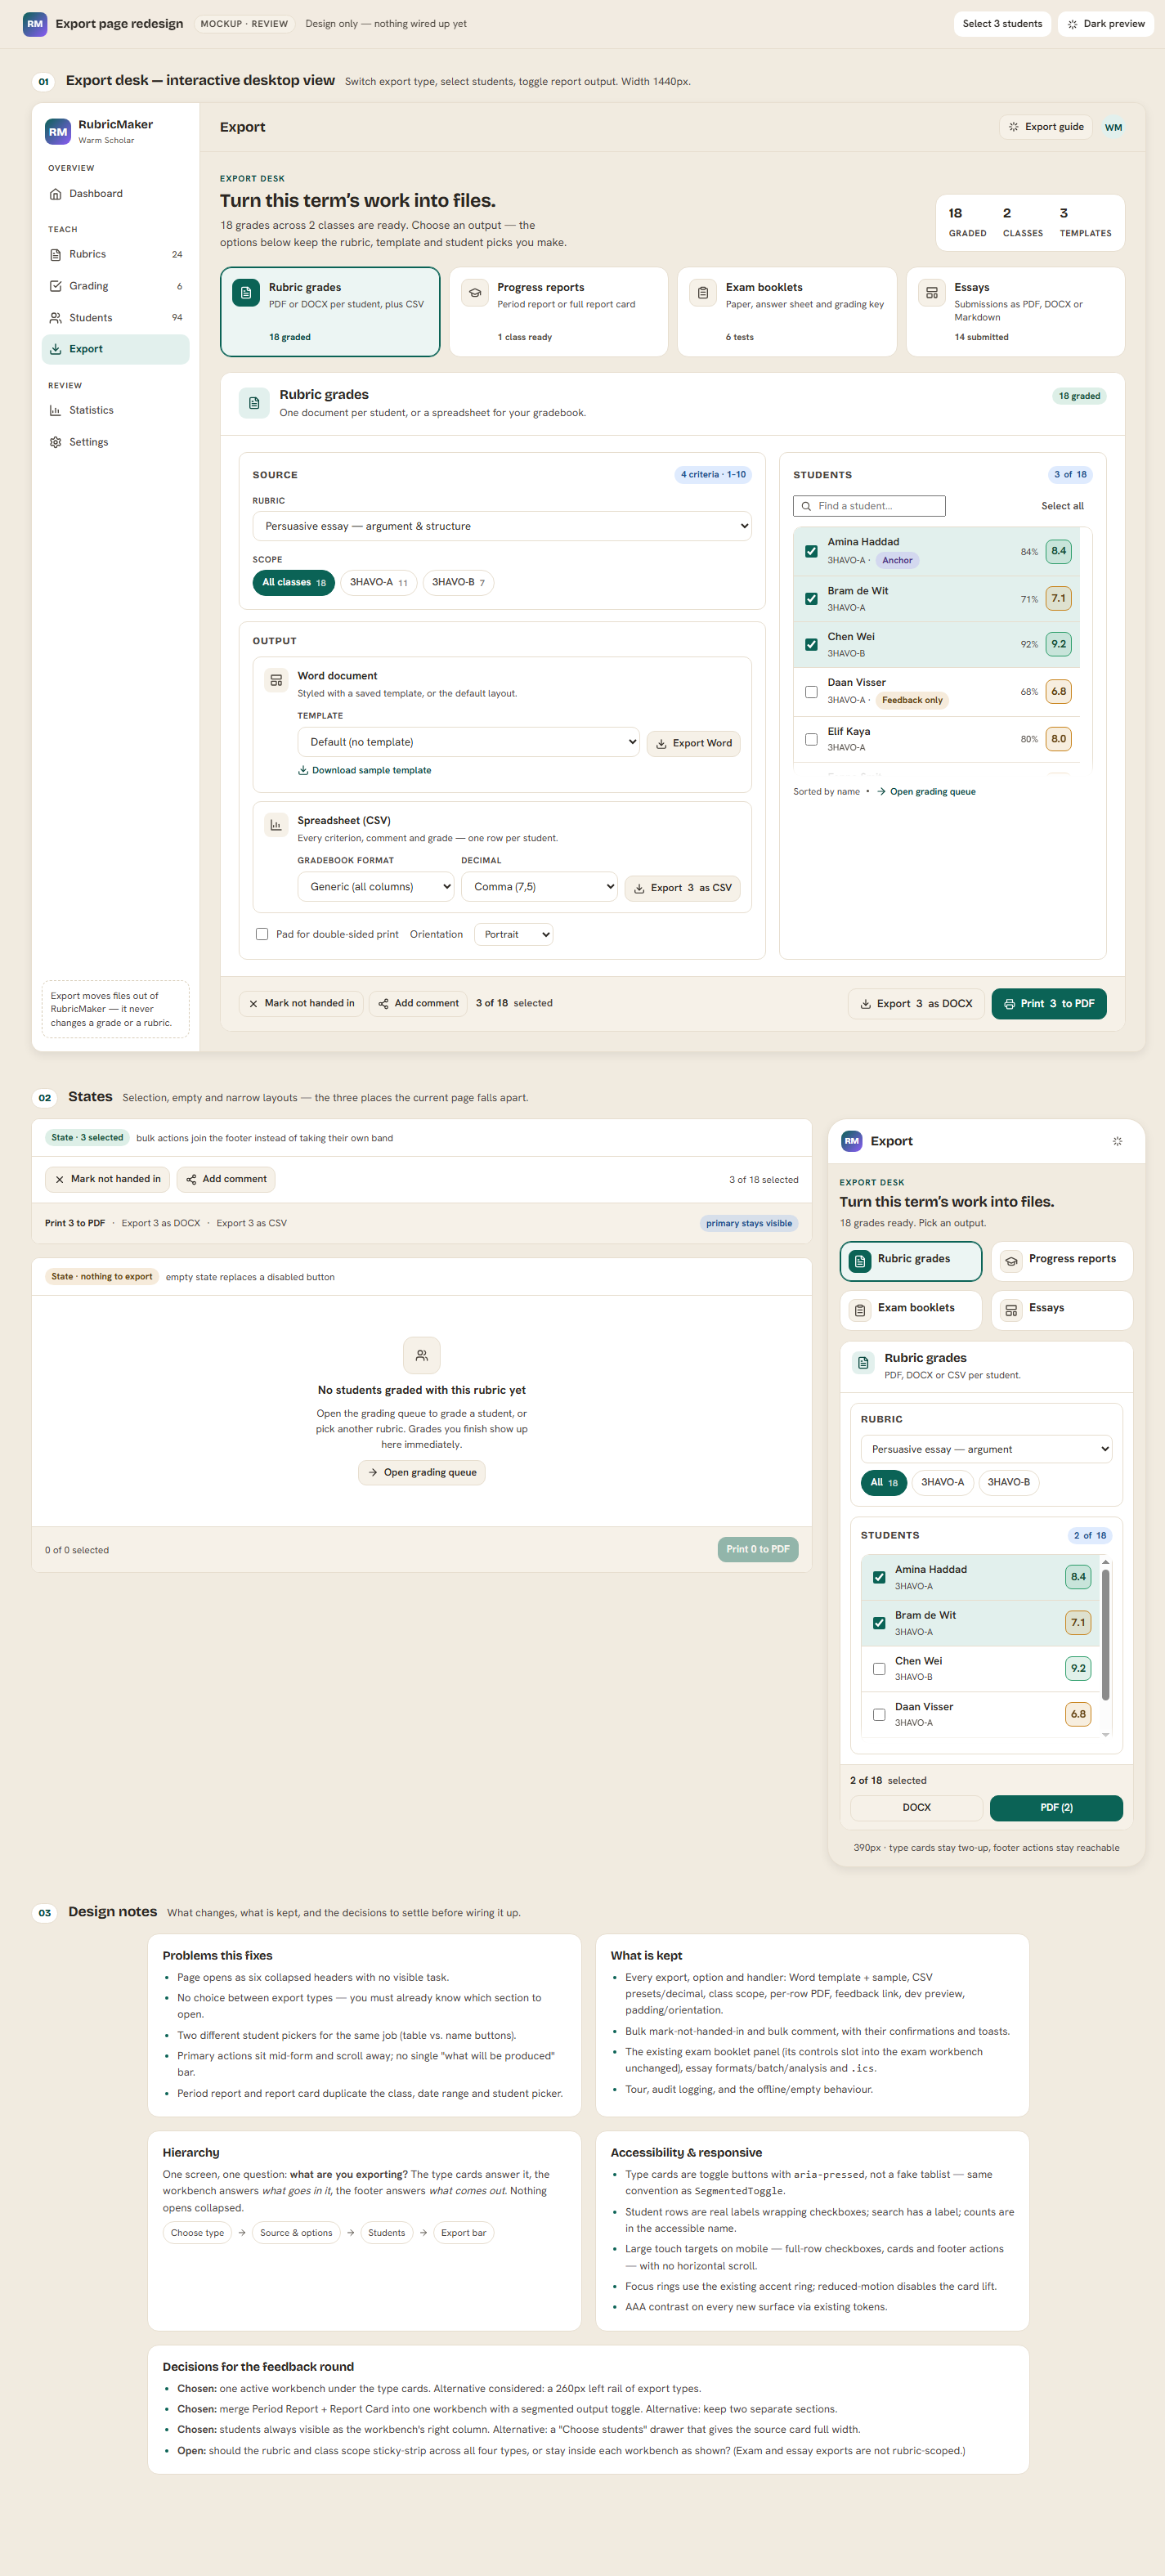 RM Export page redesign MOCKUP · REVIEW Design only — nothing wired up yet Select 3 students Dark preview
01 Export desk — interactive desktop view Switch export type, select students, toggle report output. Width 1440px.
RM RubricMaker
Warm Scholar
OVERVIEW
Dashboard
TEACH
Rubrics 24
Grading 6
Students 94
Export
REVIEW
Statistics
Settings
Export moves files out of
RubricMaker — it never
changes a grade or a rubric.
Export Export guide WM
EXPORT DESK
Turn this term's work into files.
18 grades across 2 classes are ready. Choose an output — the
options below keep the rubric, template and student picks you make.
18 2 3
GRADED CLASSES TEMPLATES
Rubric grades
PDF or DOCX per student, plus CSV
18 graded
Progress reports
Period report or full report card
1 class ready
Exam booklets
Paper, answer sheet and grading key
6 tests
Essays
Submissions as PDF, DOCX or
Markdown
14 submitted
Rubric grades
One document per student, or a spreadsheet for your gradebook.
18 graded
SOURCE 4 criteria · 1–10
RUBRIC
Persuasive essay — argument & structure
SCOPE
All classes 18 3HAVO-A 11 3HAVO-B 7
OUTPUT
Word document
Styled with a saved template, or the default layout.
TEMPLATE
Default (no template) Export Word
Download sample template
Spreadsheet (CSV)
Every criterion, comment and grade — one row per student.
GRADEBOOK FORMAT DECIMAL
Generic (all columns) Comma (7,5) Export 3 as CSV
Pad for double-sided print Orientation Portrait
STUDENTS 3 of 18
Find a student... Select all
Amina Haddad
3HAVO-A · Anchor 84% 8.4
Bram de Wit
3HAVO-A 71% 7.1
Chen Wei
3HAVO-B 92% 9.2
Daan Visser
3HAVO-A · Feedback only 68% 6.8
Elif Kaya
3HAVO-A 80% 8.0
Sorted by name • Open grading queue
Mark not handed in Add comment 3 of 18 selected Export 3 as DOCX Print 3 to PDF
02 States Selection, empty and narrow layouts — the three places the current page falls apart.
State · 3 selected bulk actions join the footer instead of taking their own band
Mark not handed in Add comment 3 of 18 selected
Print 3 to PDF · Export 3 as DOCX · Export 3 as CSV primary stays visible
State · nothing to export empty state replaces a disabled button
No students graded with this rubric yet
Open the grading queue to grade a student, or
pick another rubric. Grades you finish show up
here immediately.
Open grading queue
0 of 0 selected Print 0 to PDF
RM Export
EXPORT DESK
Turn this term's work into files.
18 grades ready. Pick an output.
Rubric grades Progress reports
Exam booklets Essays
Rubric grades
PDF, DOCX or CSV per student.
RUBRIC
Persuasive essay — argument
All 18 3HAVO-A 3HAVO-B
STUDENTS 2 of 18
Amina Haddad
3HAVO-A 8.4
Bram de Wit
3HAVO-A 7.1
Chen Wei
3HAVO-B 9.2
Daan Visser
3HAVO-A 6.8
2 of 18 selected
DOCX PDF (2)
390px · type cards stay two-up, footer actions stay reachable
03 Design notes What changes, what is kept, and the decisions to settle before wiring it up.
Problems this fixes
• Page opens as six collapsed headers with no visible task.
• No choice between export types — you must already know which section to
open.
• Two different student pickers for the same job (table vs. name buttons).
• Primary actions sit mid-form and scroll away; no single "what will be produced"
bar.
• Period report and report card duplicate the class, date range and student picker.
What is kept
• Every export, option and handler: Word template + sample, CSV
presets/decimal, class scope, per-row PDF, feedback link, dev preview,
padding/orientation.
• Bulk mark-not-handed-in and bulk comment, with their confirmations and toasts.
• The existing exam booklet panel (its controls slot into the exam workbench
unchanged), essay formats/batch/analysis and .ics.
• Tour, audit logging, and the offline/empty behaviour.
Hierarchy
One screen, one question: what are you exporting? The type cards answer it, the
workbench answers what goes in it, the footer answers what comes out. Nothing
opens collapsed.
Choose type → Source & options → Students → Export bar
Accessibility & responsive
• Type cards are toggle buttons with aria-pressed, not a fake tablist — same
convention as SegmentedToggle.
• Student rows are real labels wrapping checkboxes; search has a label; counts are
in the accessible name.
• Large touch targets on mobile — full-row checkboxes, cards and footer actions
— with no horizontal scroll.
• Focus rings use the existing accent ring; reduced-motion disables the card lift.
• AAA contrast on every new surface via existing tokens.
Decisions for the feedback round
• Chosen: one active workbench under the type cards. Alternative considered: a 260px left rail of export types.
• Chosen: merge Period Report + Report Card into one workbench with a segmented output toggle. Alternative: keep two separate sections.
• Chosen: students always visible as the workbench's right column. Alternative: a "Choose students" drawer that gives the source card full width.
• Open: should the rubric and class scope sticky-strip across all four types, or stay inside each workbench as shown? (Exam and essay exports are not rubric-scoped.)